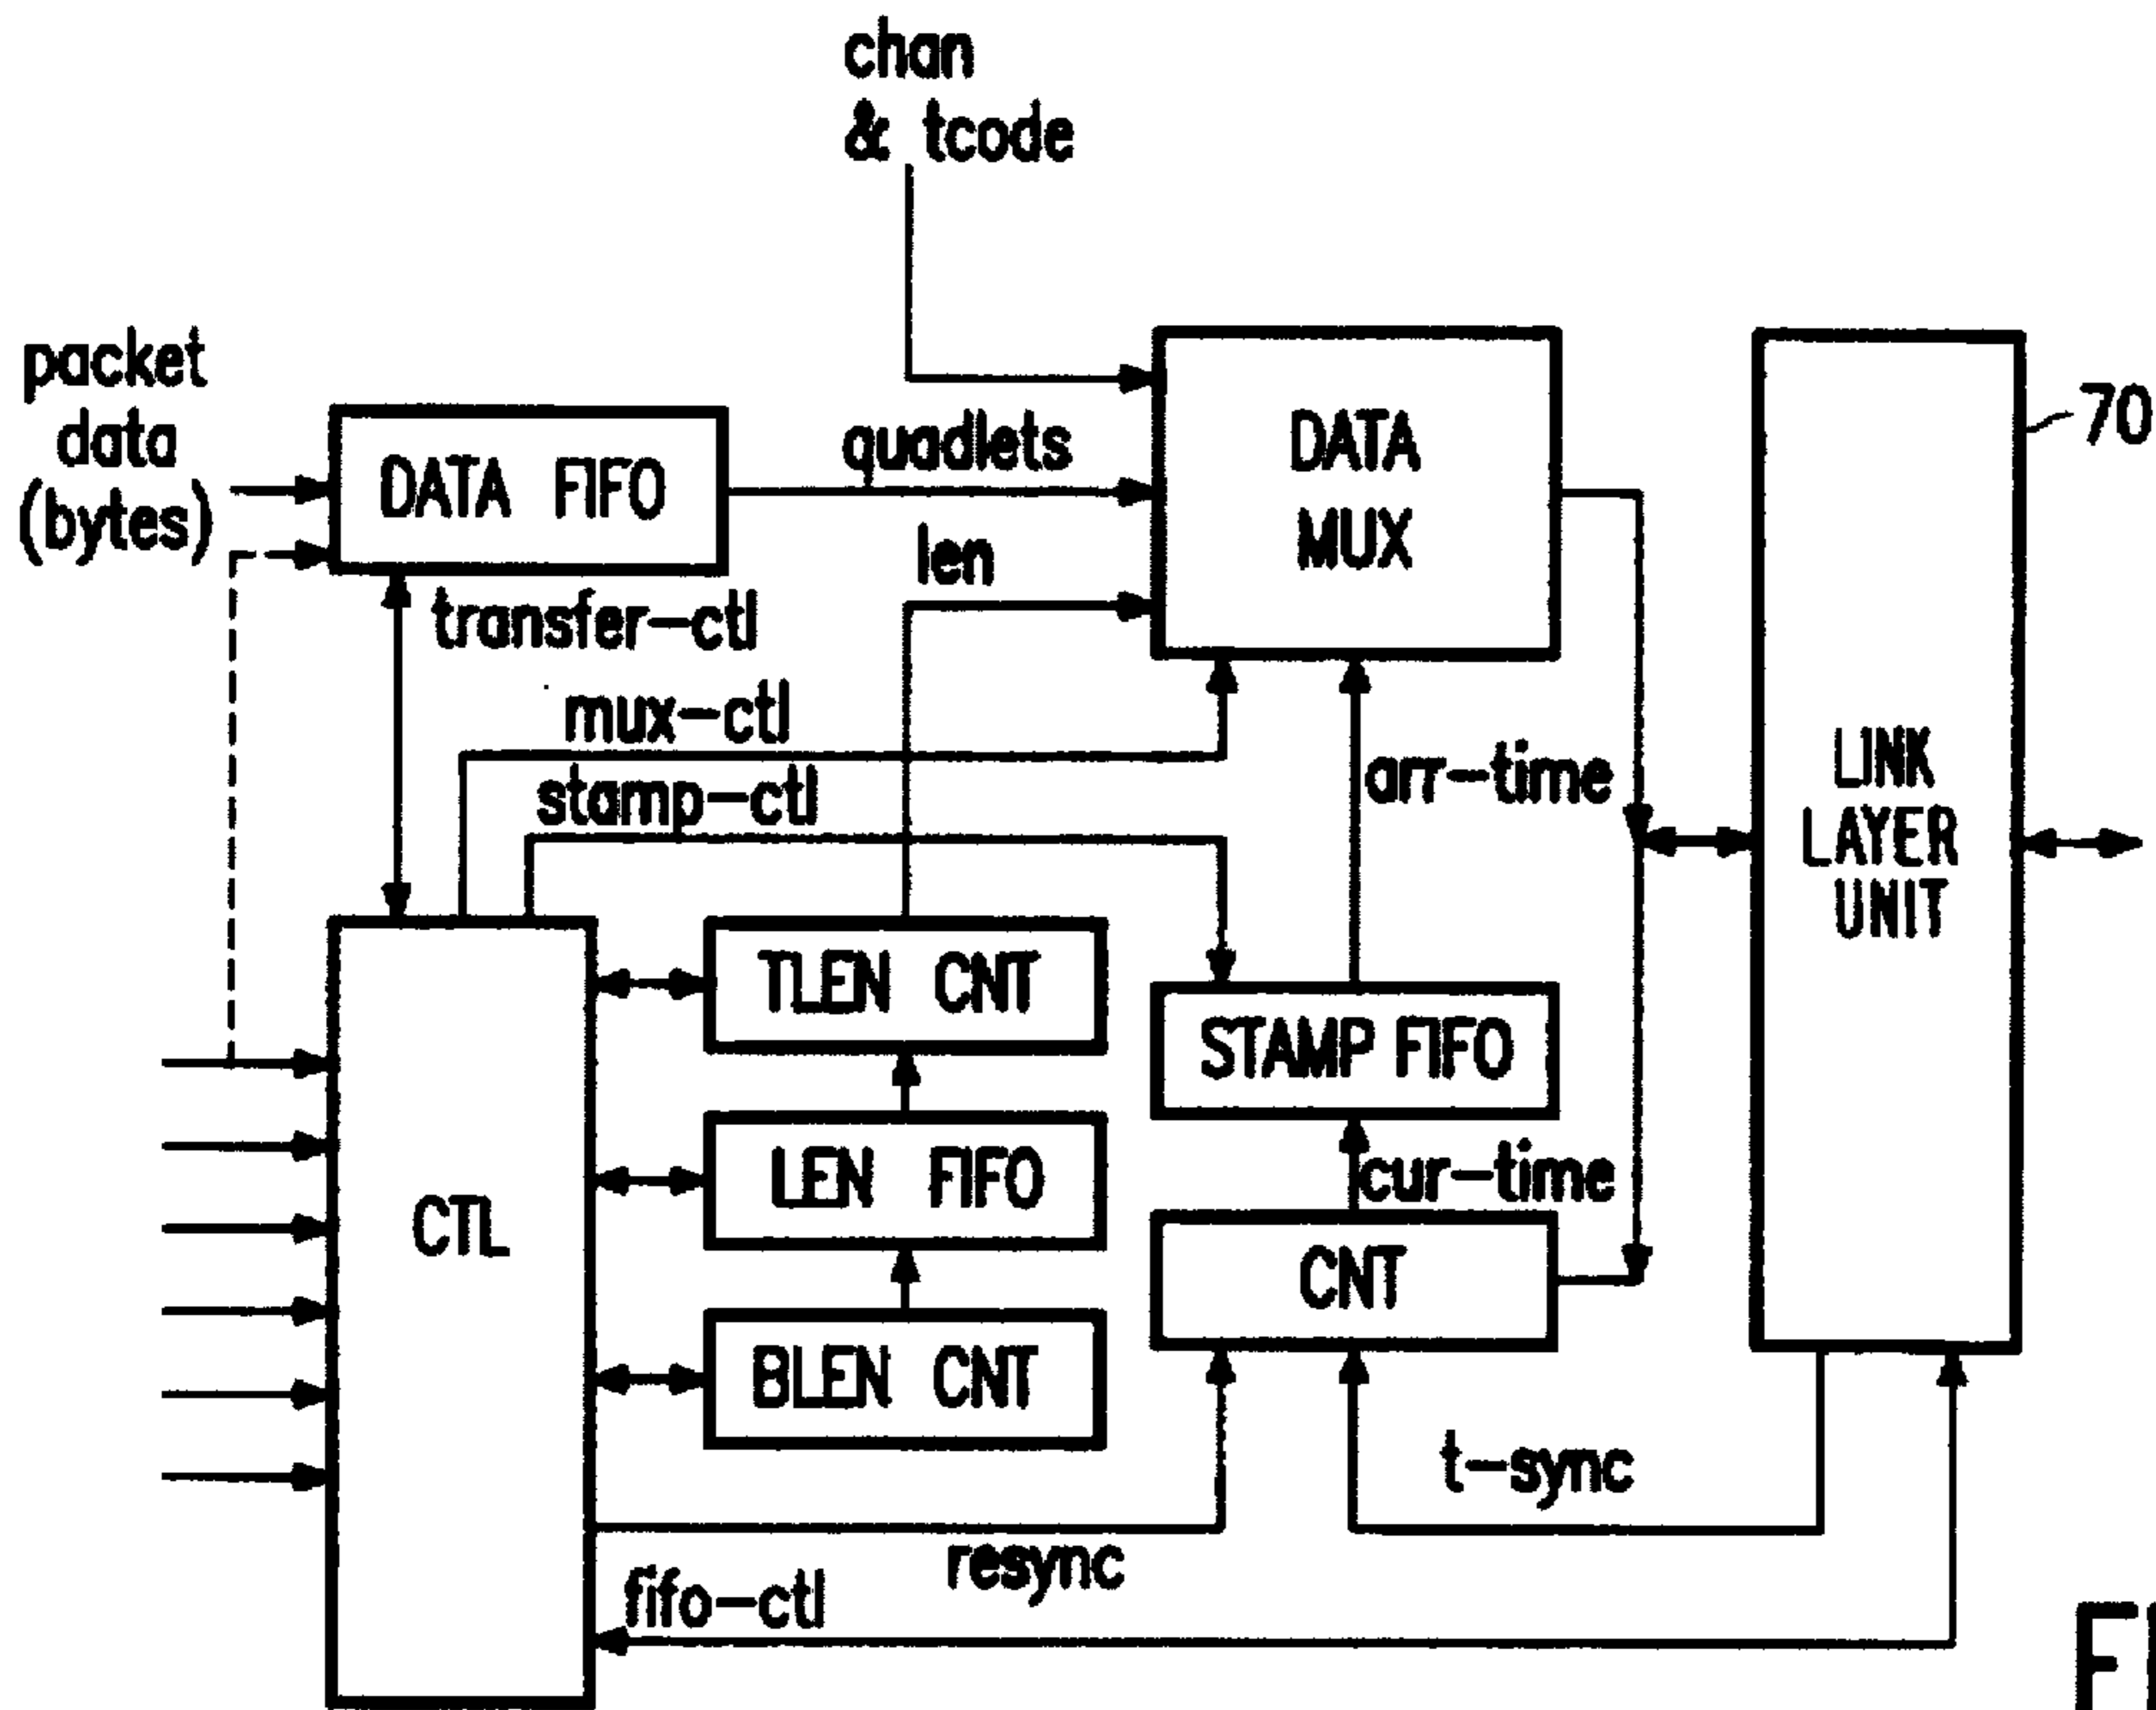 chan
& tcode
packet
data
(bytes)
DATA FIFO
quadlets
len
DATA
MUX
70
transfer-ctl
mux-ctl
stamp-ctl
arr-time
LINK
LAYER
UNIT
TLEN CNT
STAMP FIFO
LEN FIFO
cur-time
CTL
CNT
BLEN CNT
t-sync
resync
fifo-ctl